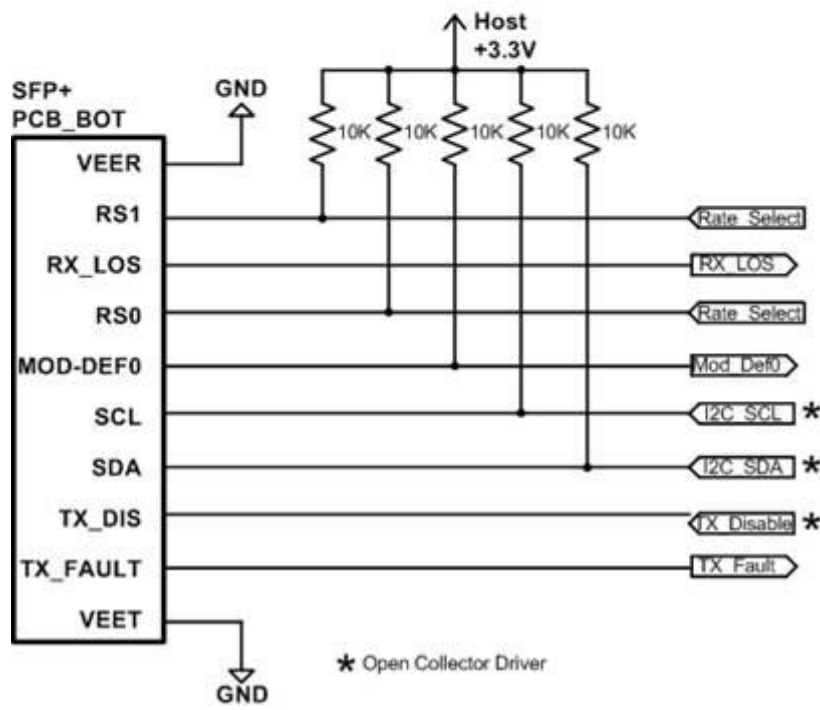 Host
+3.3V
SFP+
PCB_BOT
GND
10K
10K
10K
10K
10K
VEER
RS1
Rate_Select
RX_LOS
RX_LOS
RS0
Rate_Select
MOD-DEF0
Mod_Def0
SCL
I2C_SCL *
SDA
I2C_SDA *
TX_DIS
TX_Disable *
TX_FAULT
TX_Fault
VEET
* Open Collector Driver
GND